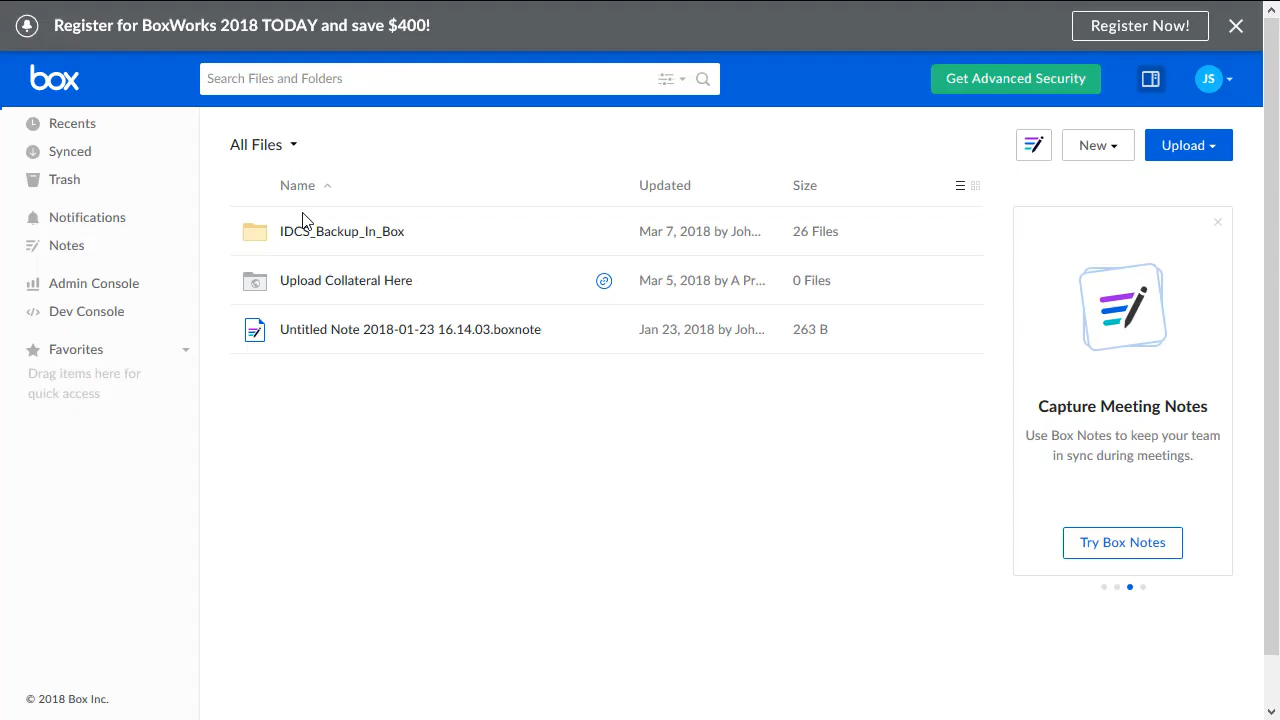 Register for BoxWorks 2018 TODAY and save $400!
Register Now!
box
Search Files and Folders
Get Advanced Security
JS
Recents
Synced
Trash
Notifications
Notes
Admin Console
Dev Console
Favorites
Drag items here for
quick access
© 2018 Box Inc.
All Files
New
Upload
Name
Updated
Size
IDCS_Backup_In_Box
Mar 7, 2018 by Joh...
26 Files
Upload Collateral Here
Mar 5, 2018 by A Pr...
0 Files
Untitled Note 2018-01-23 16.14.03.boxnote
Jan 23, 2018 by Joh...
263 B
Capture Meeting Notes
Use Box Notes to keep your team
in sync during meetings.
Try Box Notes